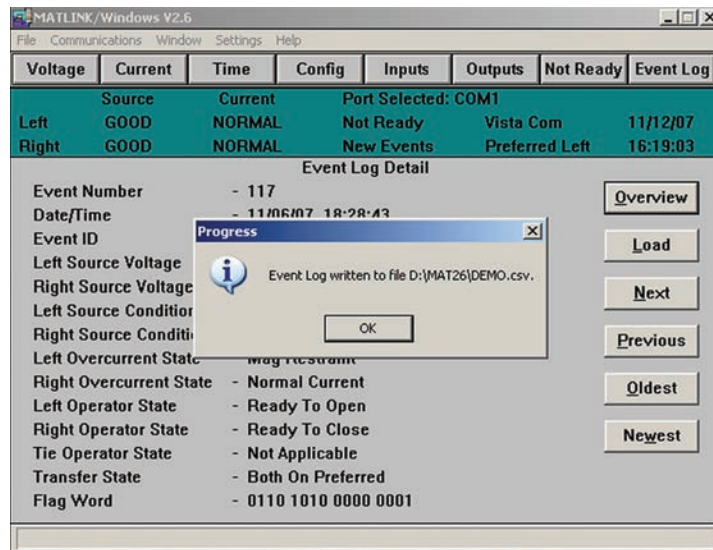 MATLINK/Windows V2.6
File Communications Window Settings Help
Voltage Current Time Config Inputs Outputs Not Ready Event Log
Source Current Port Selected: COM1
Left GOOD NORMAL Not Ready Vista Com 11/12/07
Right GOOD NORMAL New Events Preferred Left 16:19:03
Event Log Detail
Event Number - 117
Date/Time - 11/06/07 18:28:43
Event ID
Left Source Voltage
Right Source Voltage
Left Source Condition
Right Source Conditi
Left Overcurrent State - Mag Restraint
Right Overcurrent State - Normal Current
Left Operator State - Ready To Open
Right Operator State - Ready To Close
Tie Operator State - Not Applicable
Transfer State - Both On Preferred
Flag Word - 0110 1010 0000 0001
Overview
Load
Next
Previous
Oldest
Newest
Progress
Event Log written to file D:\MAT26\DEMO.csv.
OK